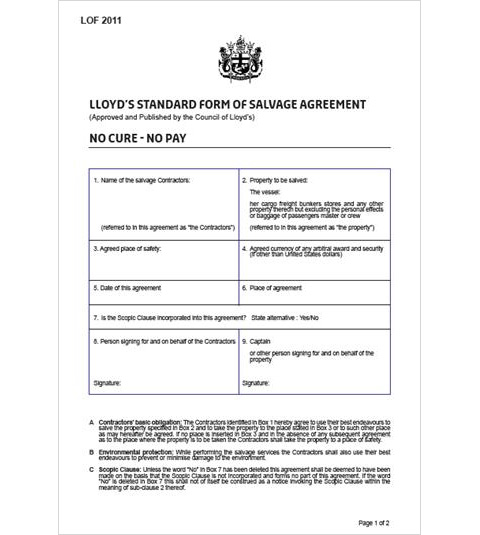 LOF 2011
LLOYD'S STANDARD FORM OF SALVAGE AGREEMENT
(Approved and Published by the Council of Lloyd's)
NO CURE - NO PAY
1. Name of the salvage Contractors:
(referred to in this agreement as "the Contractors")
2. Property to be salved:
The vessel:
her cargo freight bunkers stores and any other
property thereon but excluding the personal effects
or baggage of passengers master or crew
(referred to in this agreement as "the property")
3. Agreed place of safety:
4. Agreed currency of any arbitral award and security
(if other than United States dollars)
5. Date of this agreement
6. Place of agreement
7. Is the Scopic Clause incorporated into this agreement? State alternative : Yes/No
8. Person signing for and on behalf of the Contractors
Signature:
9. Captain
or other person signing for and on behalf of the
property
Signature:
A Contractors' basic obligation: The Contractors identified in Box 1 hereby agree to use their best endeavours to
salve the property specified in Box 2 and to take the property to the place stated in Box 3 or to such other place
as may hereafter be agreed. If no place is inserted in Box 3 and in the absence of any subsequent agreement
as to the place where the property is to be taken the Contractors shall take the property to a place of safety.
B Environmental protection: While performing the salvage services the Contractors shall also use their best
endeavours to prevent or minimise damage to the environment.
C Scopic Clause: Unless the word "No" in Box 7 has been deleted this agreement shall be deemed to have been
made on the basis that the Scopic Clause is not incorporated and forms no part of this agreement. If the word
"No" is deleted in Box 7 this shall not of itself be construed as a notice invoking the Scopic Clause within the
meaning of sub-clause 2 thereof.
Page 1 of 2